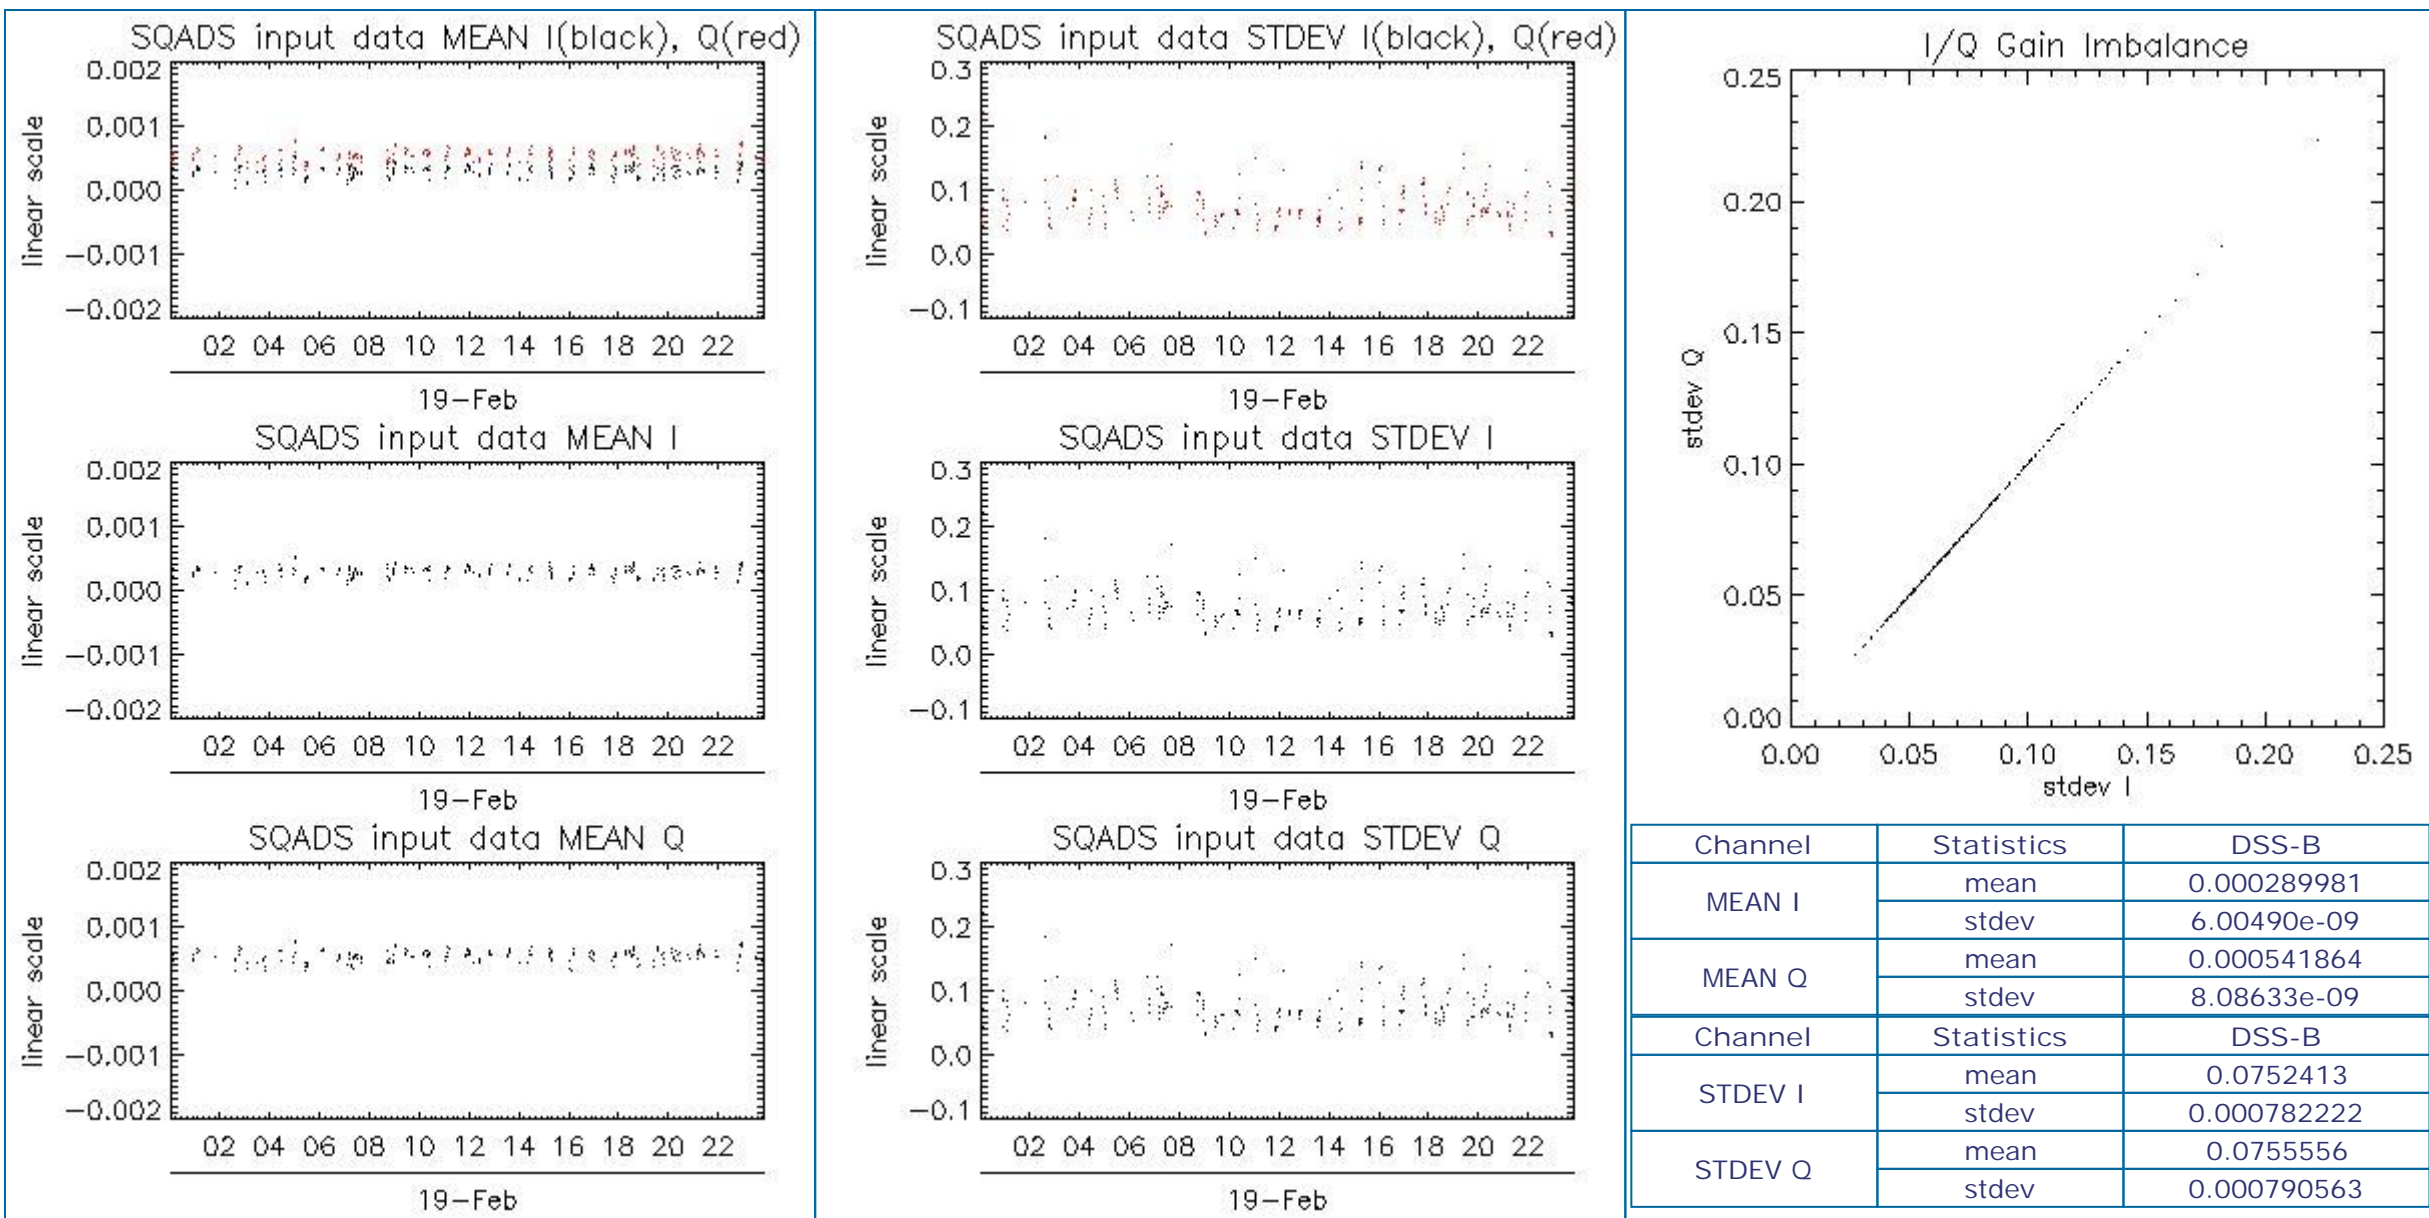 SQADS input data MEAN I(black), Q(red)
0.002
0.001
0.000
−0.001
−0.002
linear scale
02 04 06 08 10 12 14 16 18 20 22
19−Feb
SQADS input data MEAN I
0.002
0.001
0.000
−0.001
−0.002
linear scale
02 04 06 08 10 12 14 16 18 20 22
19−Feb
SQADS input data MEAN Q
0.002
0.001
0.000
−0.001
−0.002
linear scale
02 04 06 08 10 12 14 16 18 20 22
19−Feb
SQADS input data STDEV I(black), Q(red)
0.3
0.2
0.1
0.0
−0.1
linear scale
02 04 06 08 10 12 14 16 18 20 22
19−Feb
SQADS input data STDEV I
0.3
0.2
0.1
0.0
−0.1
linear scale
02 04 06 08 10 12 14 16 18 20 22
19−Feb
SQADS input data STDEV Q
0.3
0.2
0.1
0.0
−0.1
linear scale
02 04 06 08 10 12 14 16 18 20 22
19−Feb
I/Q Gain Imbalance
0.25
0.20
0.15
0.10
0.05
0.00
stdev Q
0.00 0.05 0.10 0.15 0.20 0.25
stdev I
Channel Statistics DSS-B
MEAN I mean 0.000289981
stdev 6.00490e-09
MEAN Q mean 0.000541864
stdev 8.08633e-09
Channel Statistics DSS-B
STDEV I mean 0.0752413
stdev 0.000782222
STDEV Q mean 0.0755556
stdev 0.000790563